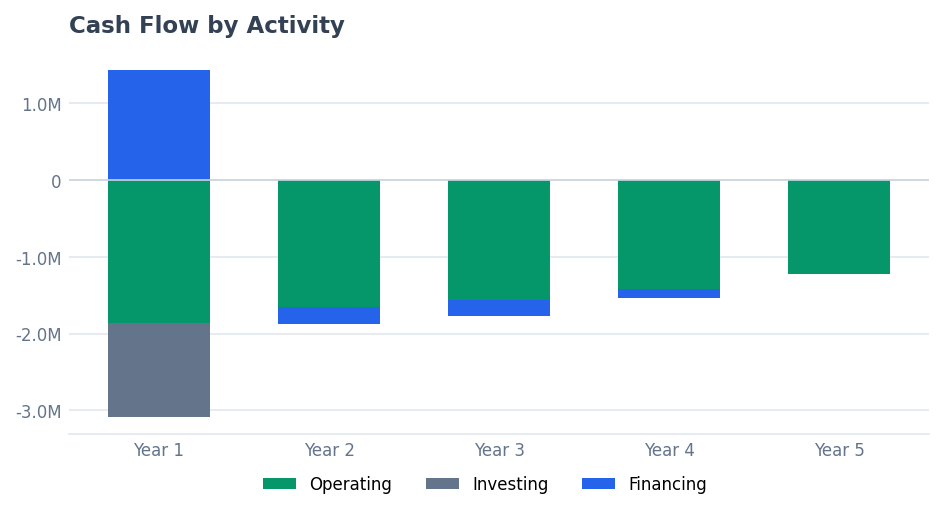 Cash Flow by Activity
1.0M
0
-1.0M
-2.0M
-3.0M
Year 1 Year 2 Year 3 Year 4 Year 5
Operating Investing Financing